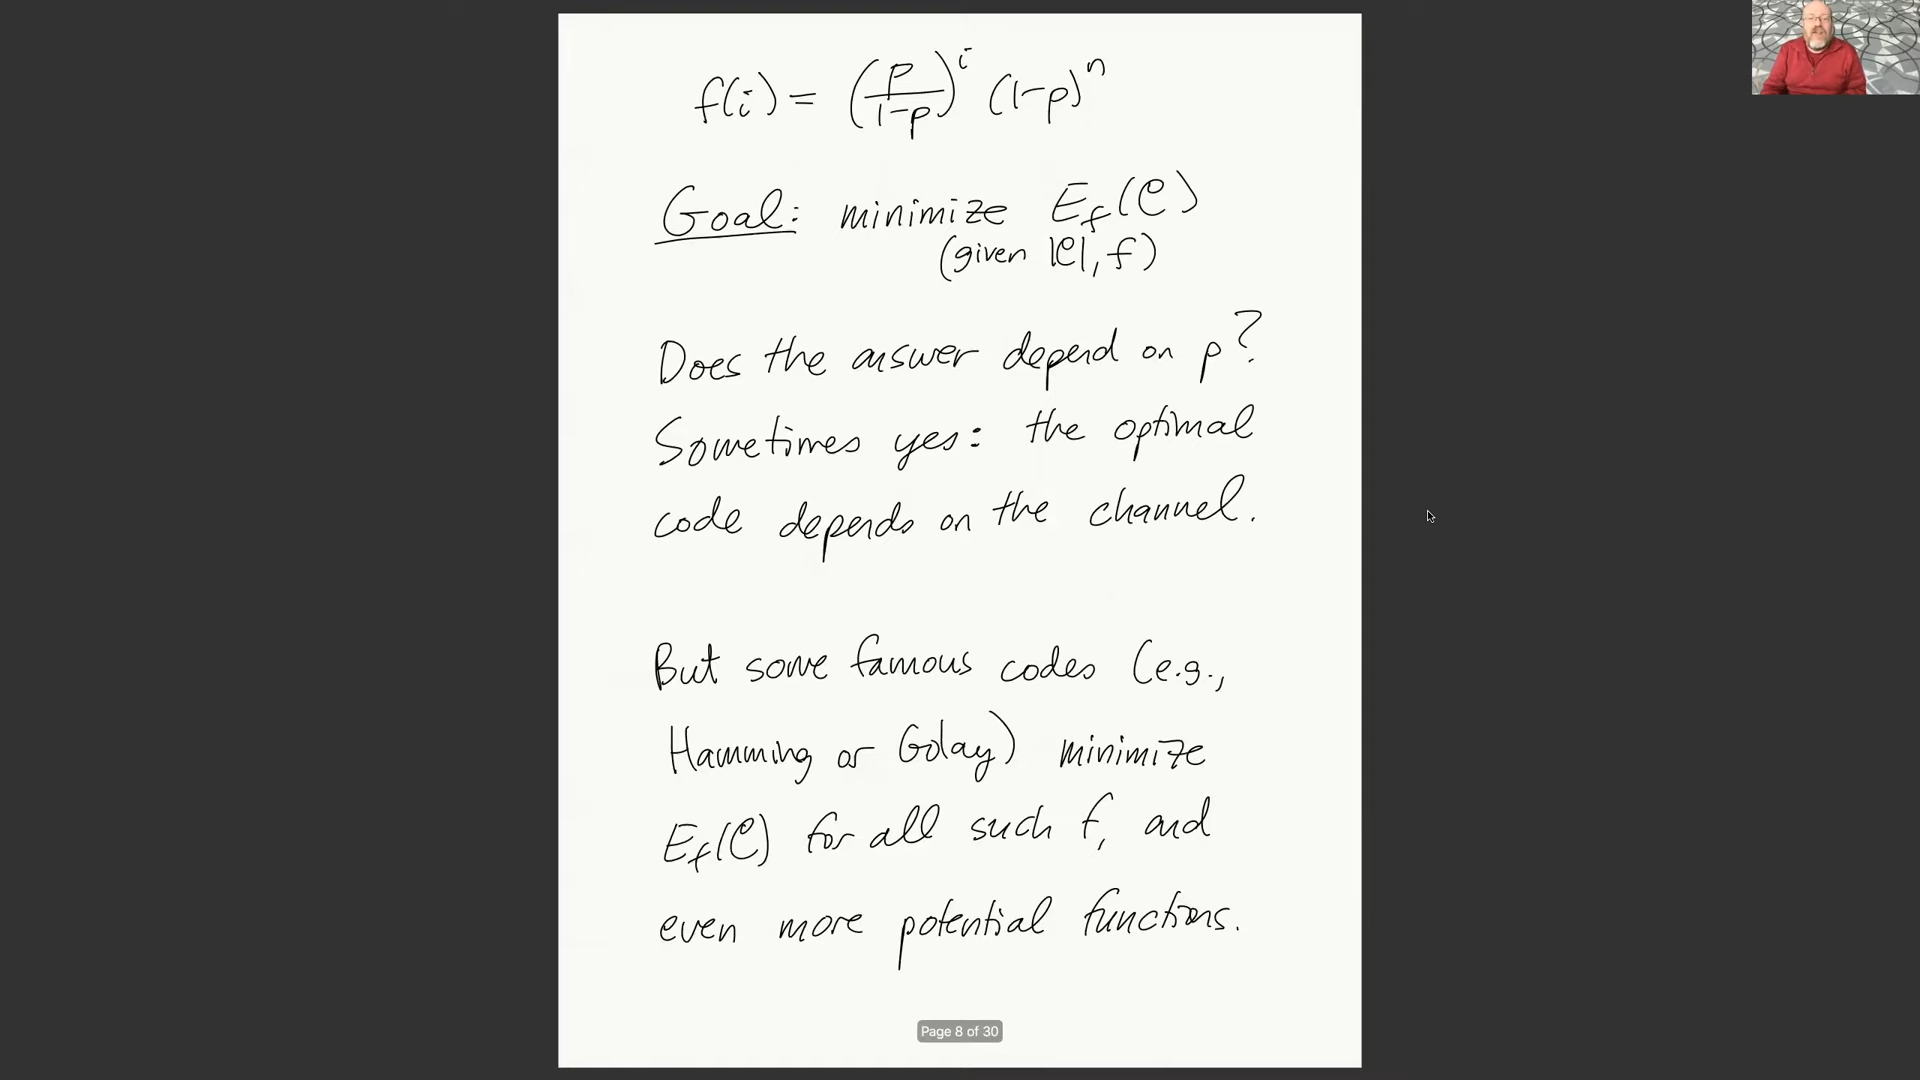 f(i) = (p/(1-p))^i (1-p)^n
Goal: minimize E_f(C)
(given |C|, f)
Does the answer depend on p?
Sometimes yes: the optimal
code depends on the channel.
But some famous codes (e.g.,
Hamming or Golay) minimize
E_f(C) for all such f, and
even more potential functions.
Page 8 of 30